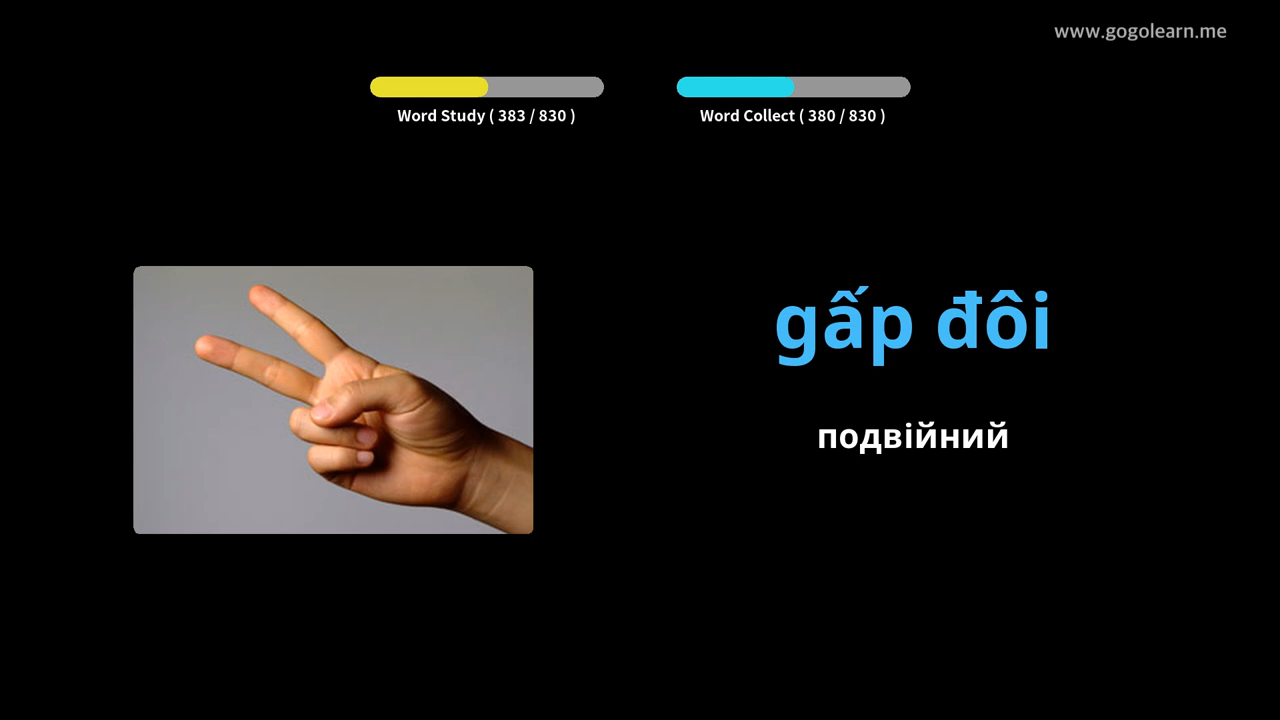 www.gogolearn.me
Word Study ( 383 / 830 )
Word Collect ( 380 / 830 )
gấp đôi
подвійний